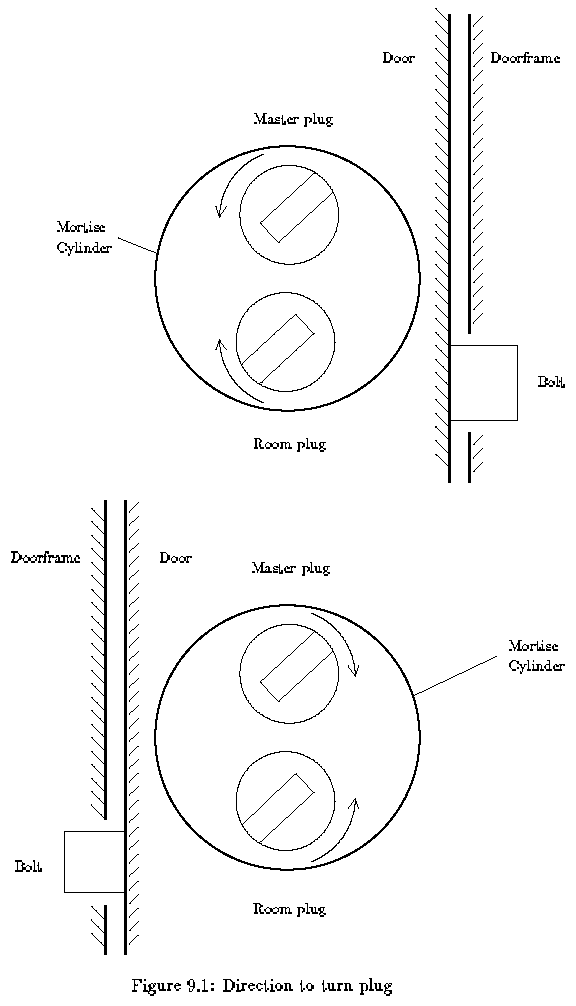 Door
Doorframe
Master plug
Mortise
Cylinder
Bolt
Room plug
Doorframe
Door
Master plug
Mortise
Cylinder
Bolt
Room plug
Figure 9.1: Direction to turn plug